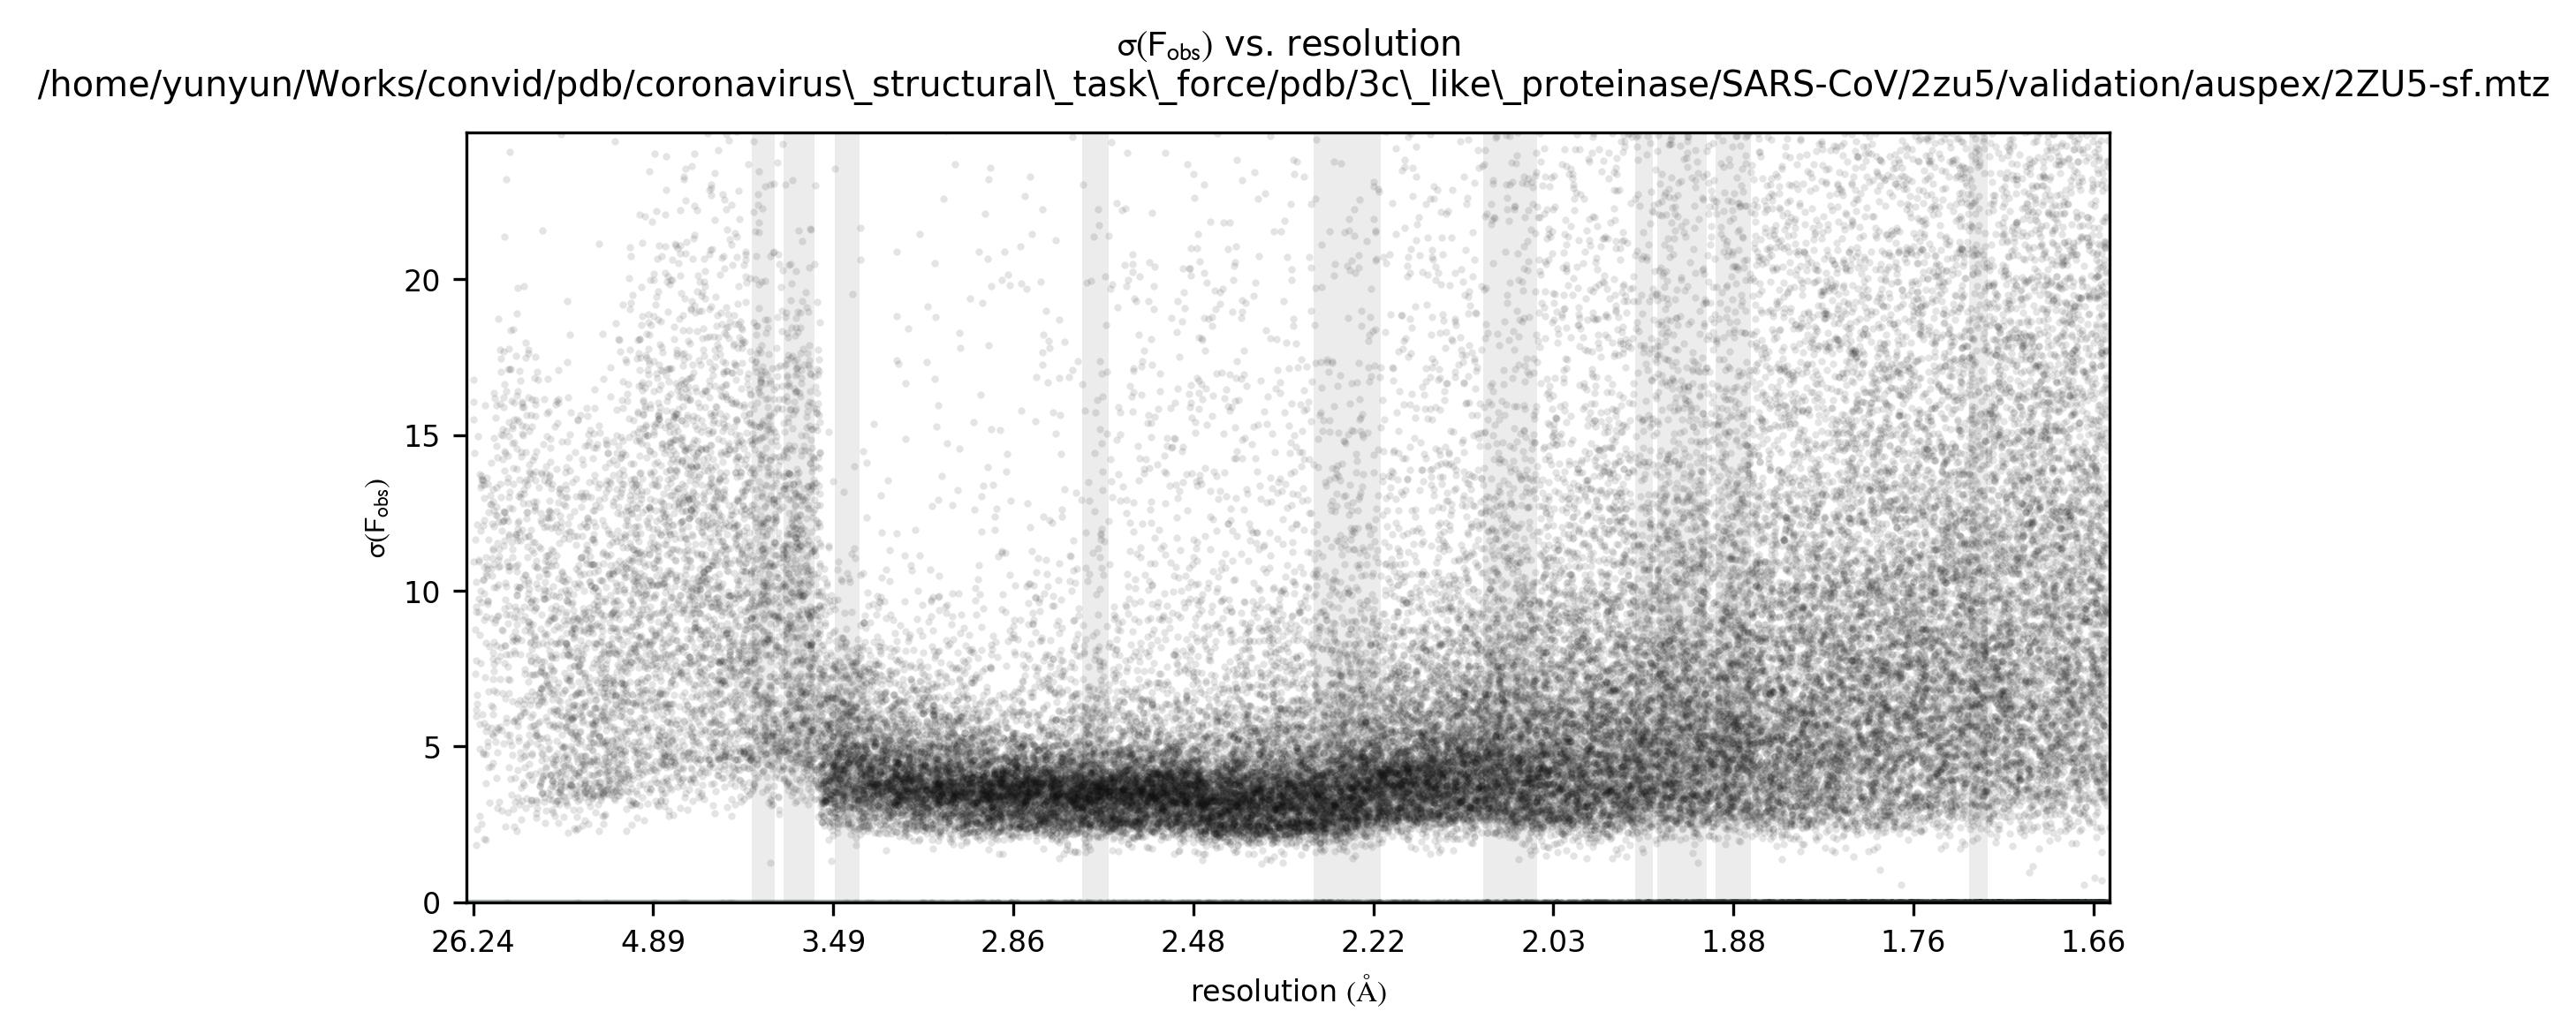 σ(F_obs) vs. resolution
/home/yunyun/Works/convid/pdb/coronavirus\_structural\_task\_force/pdb/3c\_like\_proteinase/SARS-CoV/2zu5/validation/auspex/2ZU5-sf.mtz
σ(F_obs)
20
15
10
5
0
26.24 4.89 3.49 2.86 2.48 2.22 2.03 1.88 1.76 1.66
resolution (Å)